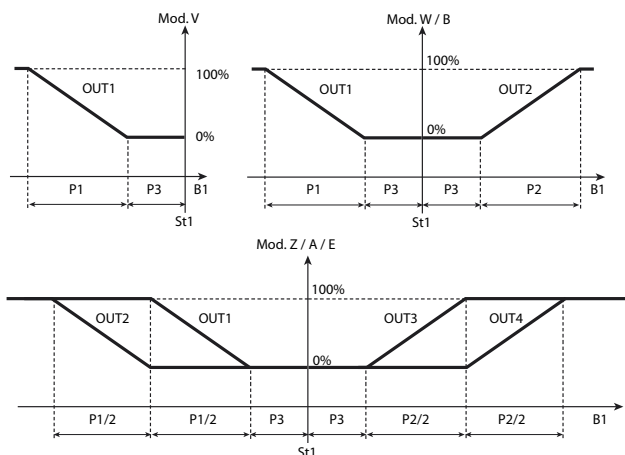 Mod. V
100%
OUT1
0%
P1 P3 B1
St1
Mod. W / B
100%
OUT1 OUT2
0%
P1 P3 P3 P2 B1
St1
Mod. Z / A / E
100%
OUT2 OUT1 OUT3 OUT4
0%
P1/2 P1/2 P3 P3 P2/2 P2/2 B1
St1